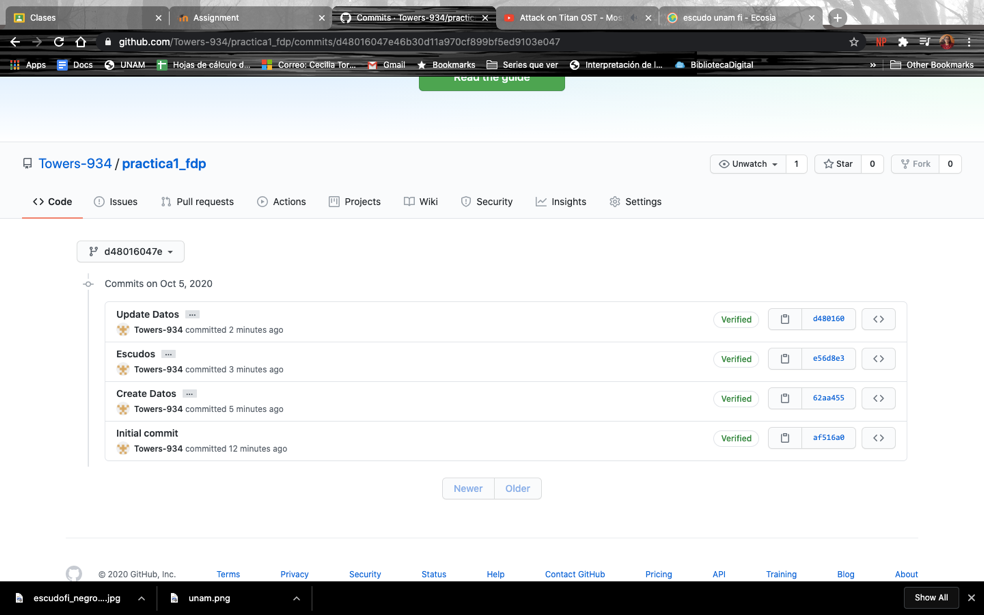 Classes
Assignment
Commits · Towers-934/practic
Attack on Titan OST - Mos
escudo unam fi - Ecosia
github.com/Towers-934/practica1_fdp/commits/d48016047e46b30d11a970cf899bf5ed9103e047
Apps Docs UNAM Hojas de cálculo d... Correo: Cecilia Tor... Gmail Bookmarks Series que ver Interpretación de l... BibliotecaDigital » Other Bookmarks
Read the guide
Towers-934 / practica1_fdp
Unwatch 1 Star 0 Fork 0
Code Issues Pull requests Actions Projects Wiki Security Insights Settings
d48016047e
Commits on Oct 5, 2020
Update Datos ...
Towers-934 committed 2 minutes ago
Verified d480160
Escudos ...
Towers-934 committed 3 minutes ago
Verified e56d8e3
Create Datos ...
Towers-934 committed 5 minutes ago
Verified 62aa455
Initial commit
Towers-934 committed 12 minutes ago
Verified af516a0
Newer Older
© 2020 GitHub, Inc. Terms Privacy Security Status Help Contact GitHub Pricing API Training Blog About
escudofi_negro....jpg
unam.png
Show All